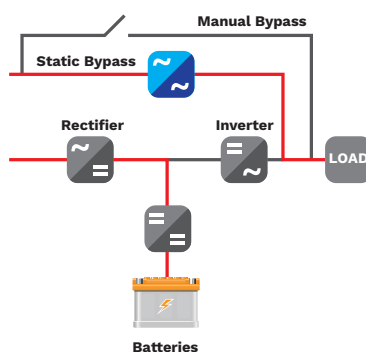 Manual Bypass
Static Bypass
Rectifier
Inverter
LOAD
Batteries